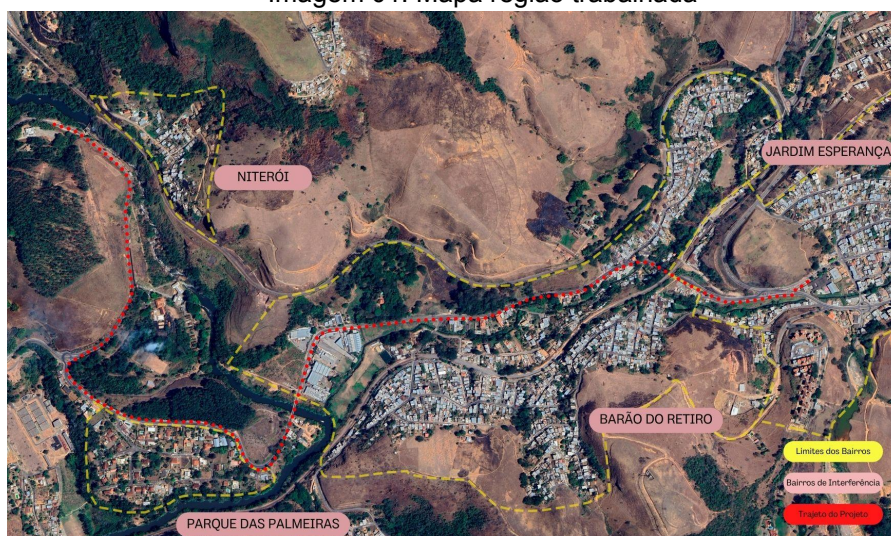 Imagem 01: Mapa região trabalhada
JARDIM ESPERANÇA
NITERÓI
BARÃO DO RETIRO
Limites dos Bairros
Bairros de Interferência
Trajeto do Projeto
PARQUE DAS PALMEIRAS